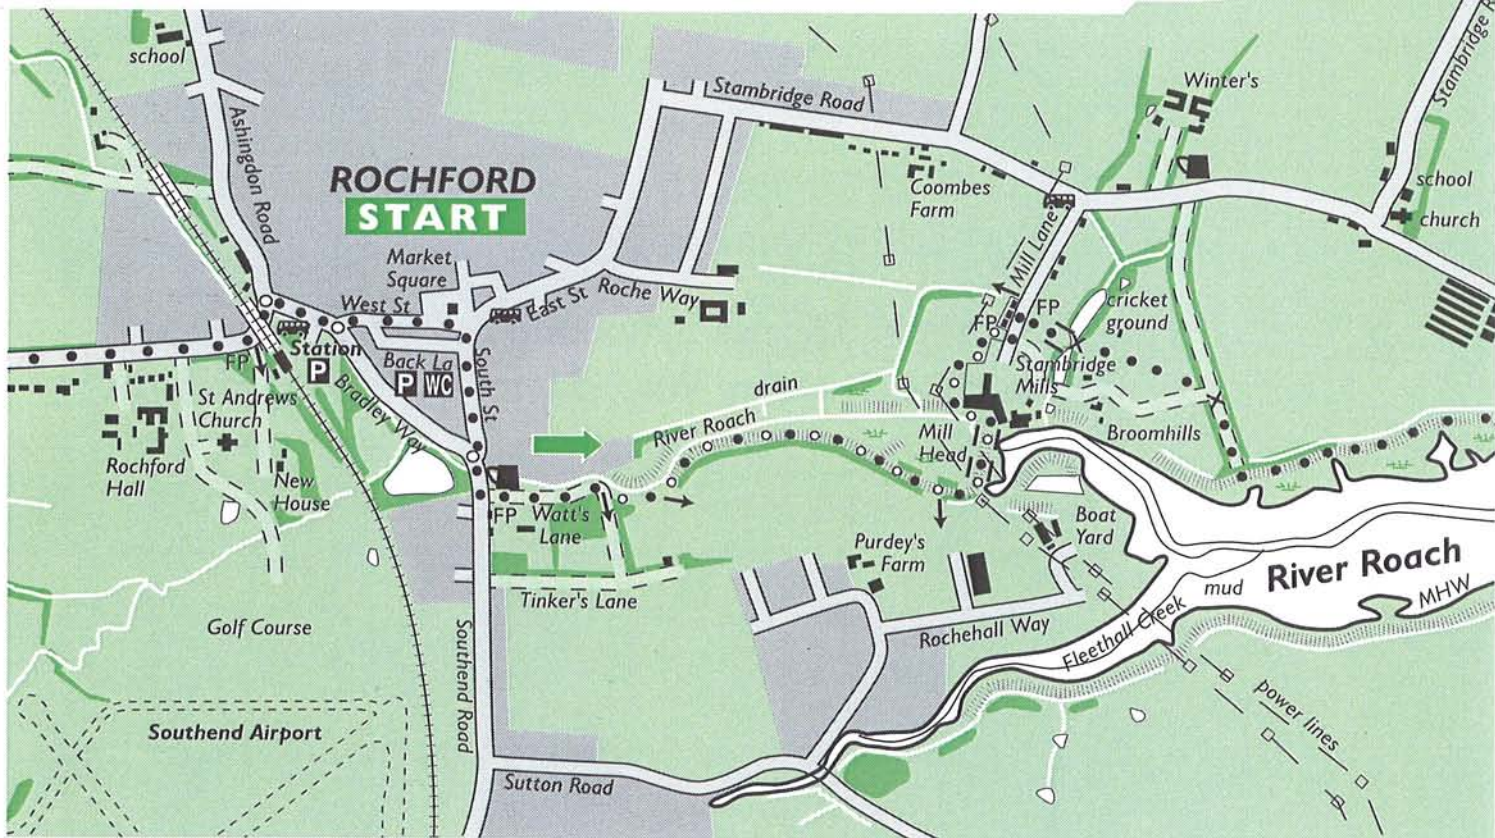 school
Ashingdon Road
ROCHFORD
START
Market
Square
West St
East St
Roche Way
Stambridge Road
Coombes
Farm
Winter's
Stambridge R
school
church
Mill Lane
FP
FP
cricket
ground
Stambridge
Mills
Broomhills
Station
P
Back La
P
WC
South St
Bradley Way
FP
St Andrews
Church
Rochford
Hall
New
House
drain
River Roach
Mill
Head
FP
Watt's
Lane
Tinker's Lane
Purdey's
Farm
Boat
Yard
Rochehall Way
Fleethall Creek
mud
River Roach
MHW
power lines
Golf Course
Southend Airport
Southend Road
Sutton Road